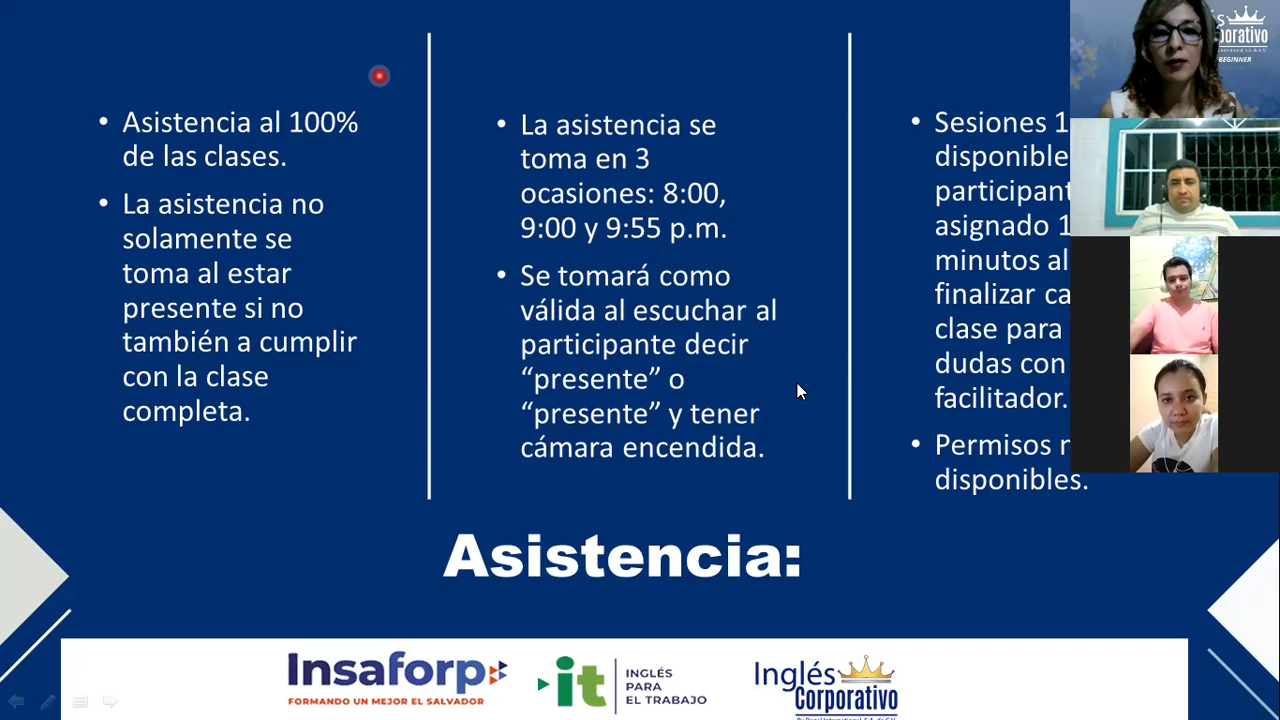 • Asistencia al 100%
de las clases.
• La asistencia no
solamente se
toma al estar
presente si no
también a cumplir
con la clase
completa.
• La asistencia se
toma en 3
ocasiones: 8:00,
9:00 y 9:55 p.m.
• Se tomará como
válida al escuchar al
participante decir
“presente” o
“presente” y tener
cámara encendida.
• Sesiones 1
disponible
participant
asignado 1
minutos al
finalizar ca
clase para
dudas con
facilitador.
• Permisos n
disponibles.
Asistencia:
Insaforp
FORMANDO UN MEJOR EL SALVADOR
it
INGLÉS
PARA
EL TRABAJO
Inglés
Corporativo
s
porativo
BEGINNER